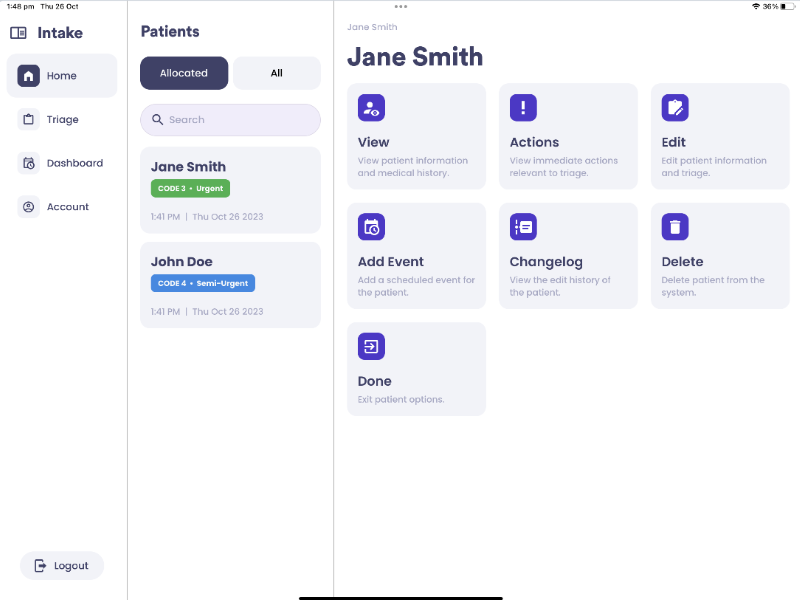 1:48 pm Thu 26 Oct
36%
Intake
Home
Triage
Dashboard
Account
Logout
Patients
Allocated
All
Search
Jane Smith
CODE 3 • Urgent
1:41 PM | Thu Oct 26 2023
John Doe
CODE 4 • Semi-Urgent
1:41 PM | Thu Oct 26 2023
Jane Smith
Jane Smith
View
View patient information
and medical history.
Actions
View immediate actions
relevant to triage.
Edit
Edit patient information
and triage.
Add Event
Add a scheduled event for
the patient.
Changelog
View the edit history of
the patient.
Delete
Delete patient from the
system.
Done
Exit patient options.